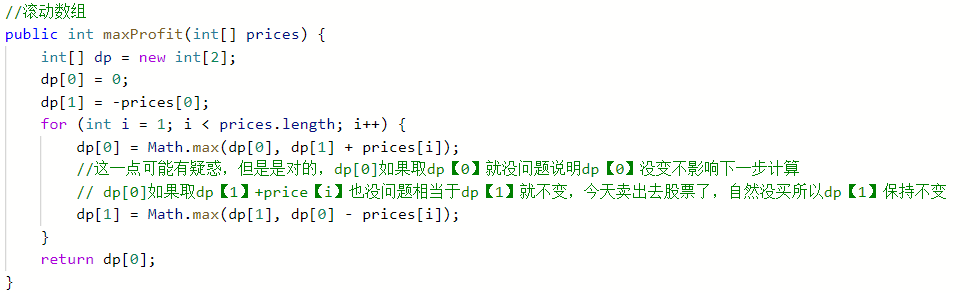 //滚动数组
public int maxProfit(int[] prices) {
    int[] dp = new int[2];
    dp[0] = 0;
    dp[1] = -prices[0];
    for (int i = 1; i < prices.length; i++) {
        dp[0] = Math.max(dp[0], dp[1] + prices[i]);
        //这一点可能有疑惑，但是是对的，dp[0]如果取dp【0】就没问题说明dp【0】没变不影响下一步计算
        // dp[0]如果取dp【1】+price【i】也没问题相当于dp【1】就不变，今天卖出去股票了，自然没买所以dp【1】保持不变
        dp[1] = Math.max(dp[1], dp[0] - prices[i]);
    }
    return dp[0];
}